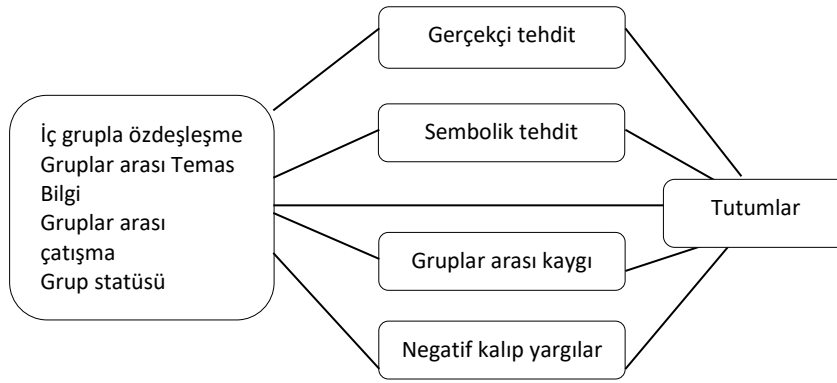 İç grupla özdeşleşme
Gruplar arası Temas
Bilgi
Gruplar arası
çatışma
Grup statüsü
Gerçekçi tehdit
Sembolik tehdit
Gruplar arası kaygı
Negatif kalıp yargılar
Tutumlar